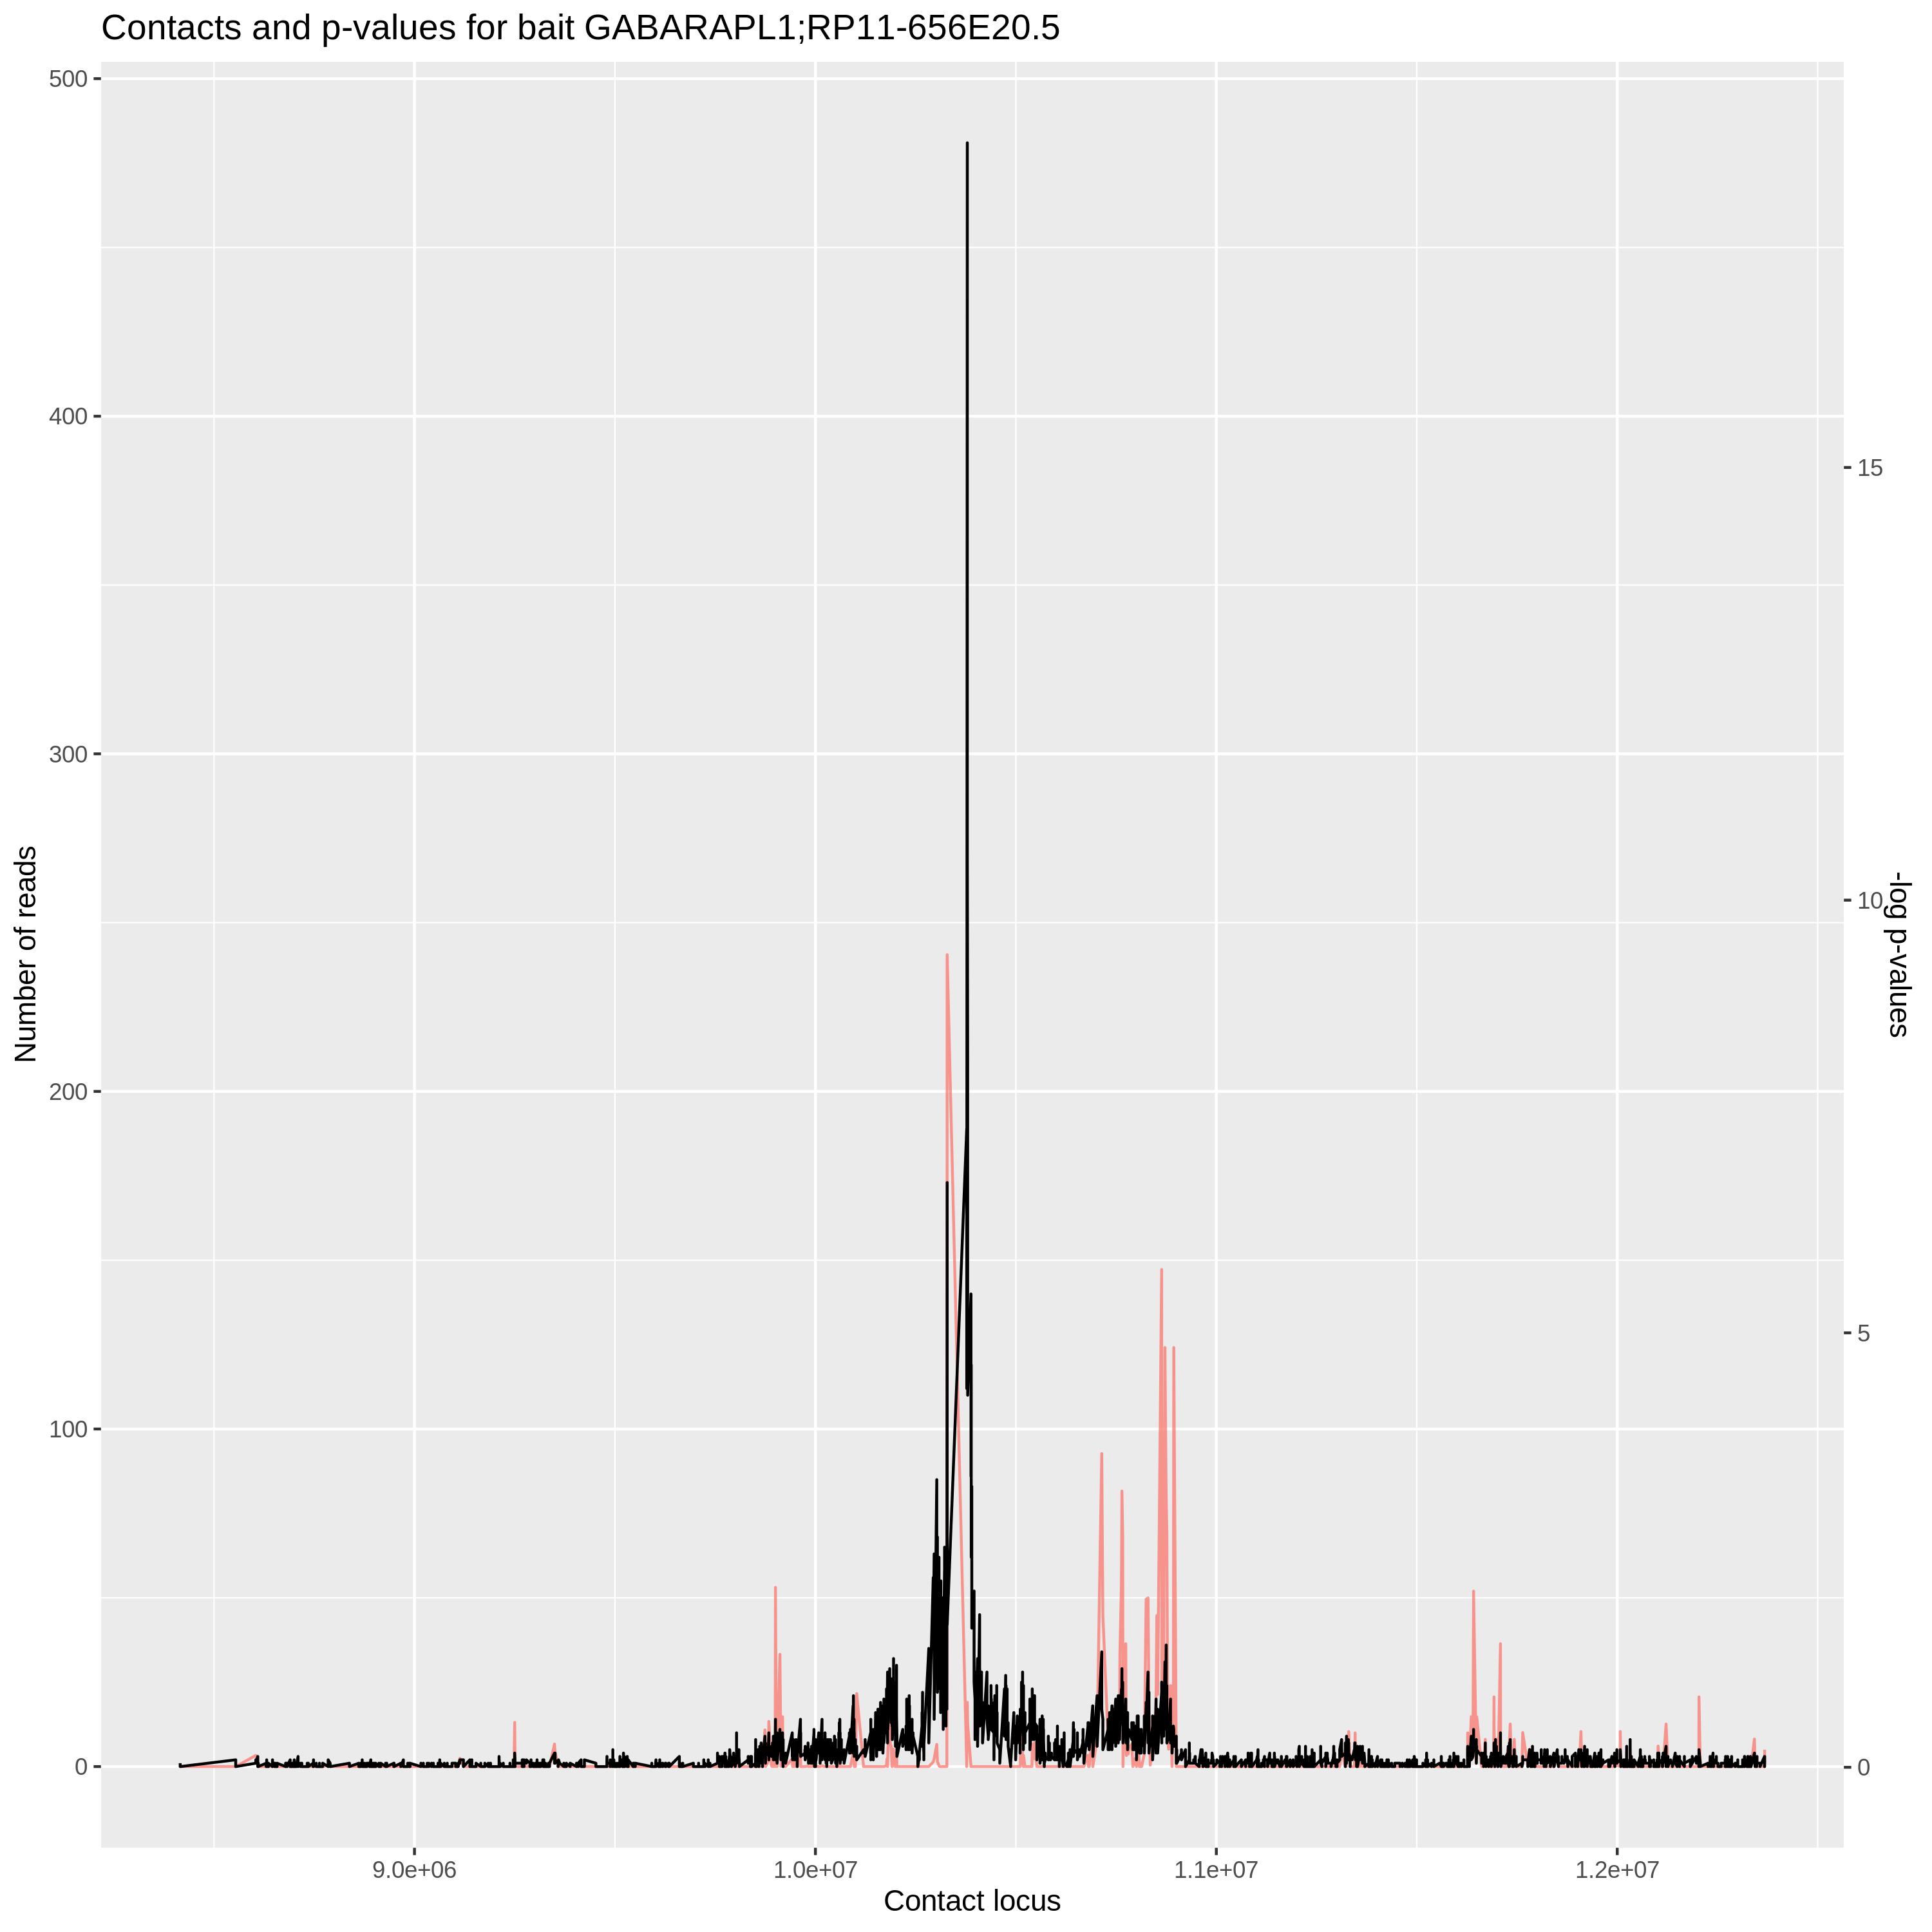 Contacts and p-values for bait GABARAPL1;RP11-656E20.5
500
400
300
200
100
0
Number of reads
15
10
5
0
-log p-values
9.0e+06
1.0e+07
1.1e+07
1.2e+07
Contact locus